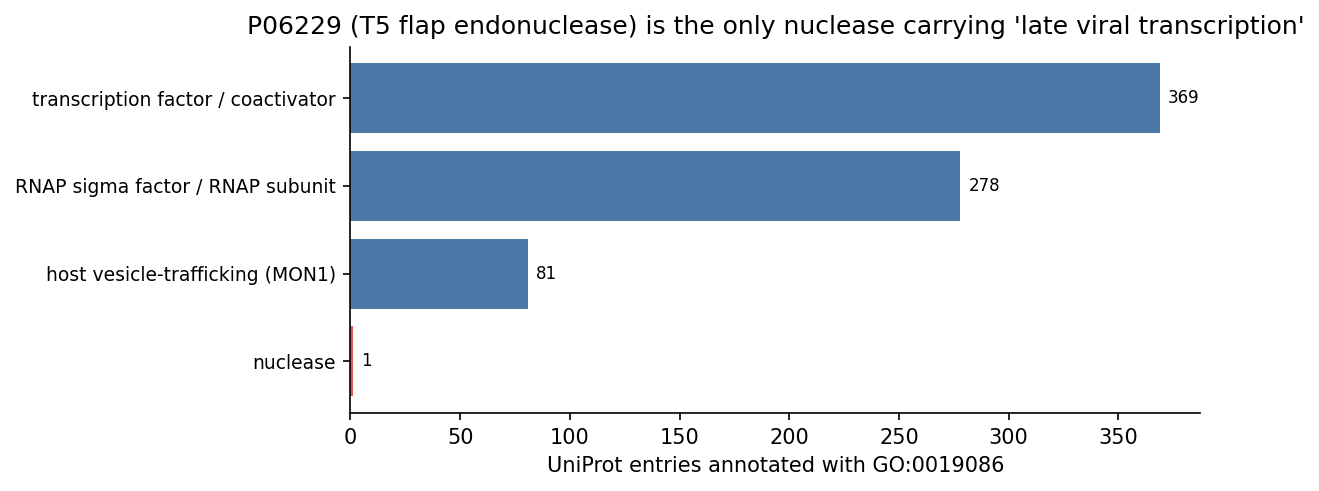 P06229 (T5 flap endonuclease) is the only nuclease carrying 'late viral transcription'
transcription factor / coactivator
369
RNAP sigma factor / RNAP subunit
278
host vesicle-trafficking (MON1)
81
nuclease
1
0 50 100 150 200 250 300 350
UniProt entries annotated with GO:0019086